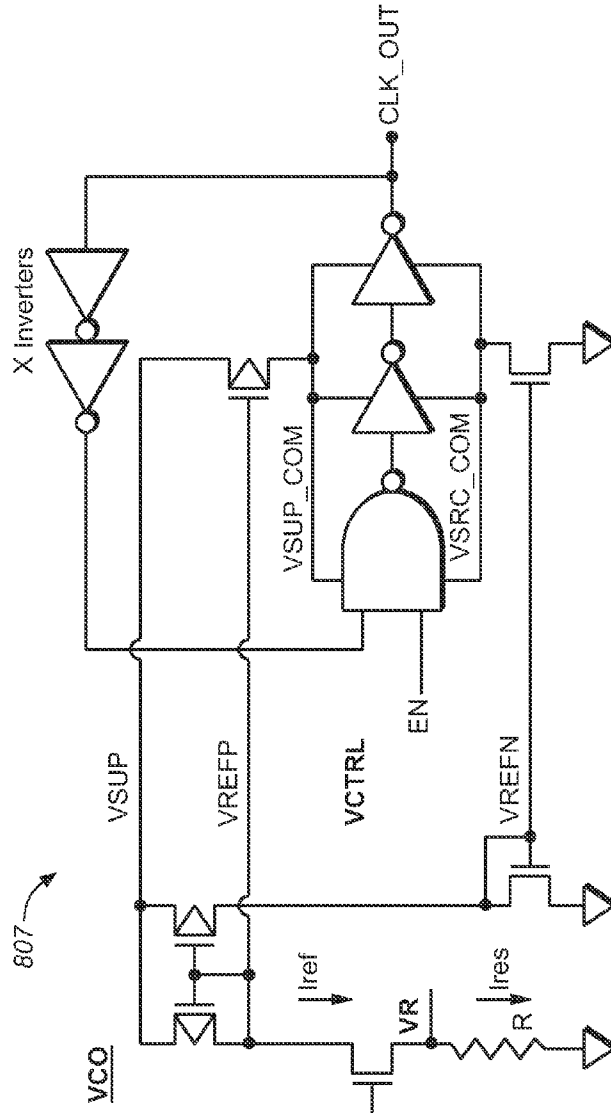 807
VCO
X Inverters
VSUP
VREFP
VSUP_COM
CLK_OUT
VCTRL
EN
VSRC_COM
Iref
VR
Ires
R
VREFN